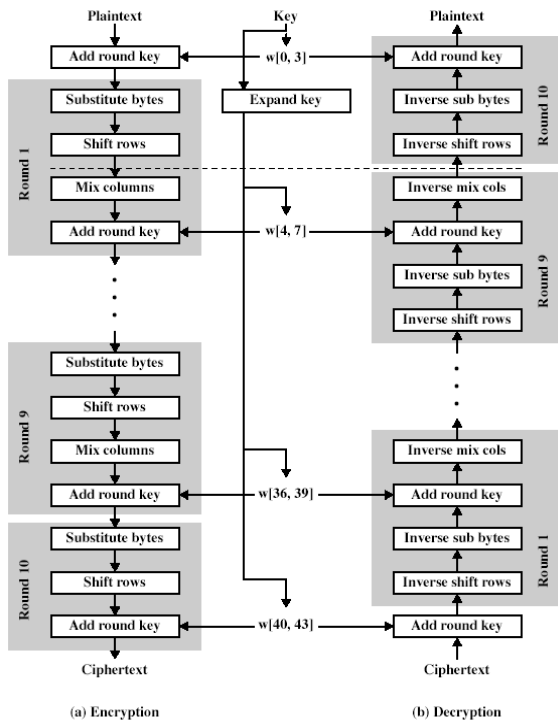 Plaintext
Add round key
Round 1
Substitute bytes
Shift rows
Mix columns
Add round key
Round 9
Substitute bytes
Shift rows
Mix columns
Add round key
Round 10
Substitute bytes
Shift rows
Add round key
Ciphertext
(a) Encryption
Key
w[0, 3]
Expand key
w[4, 7]
w[36, 39]
w[40, 43]
Plaintext
Add round key
Inverse sub bytes
Inverse shift rows
Round 10
Inverse mix cols
Add round key
Inverse sub bytes
Inverse shift rows
Round 9
Inverse mix cols
Add round key
Inverse sub bytes
Inverse shift rows
Round 1
Add round key
Ciphertext
(b) Decryption